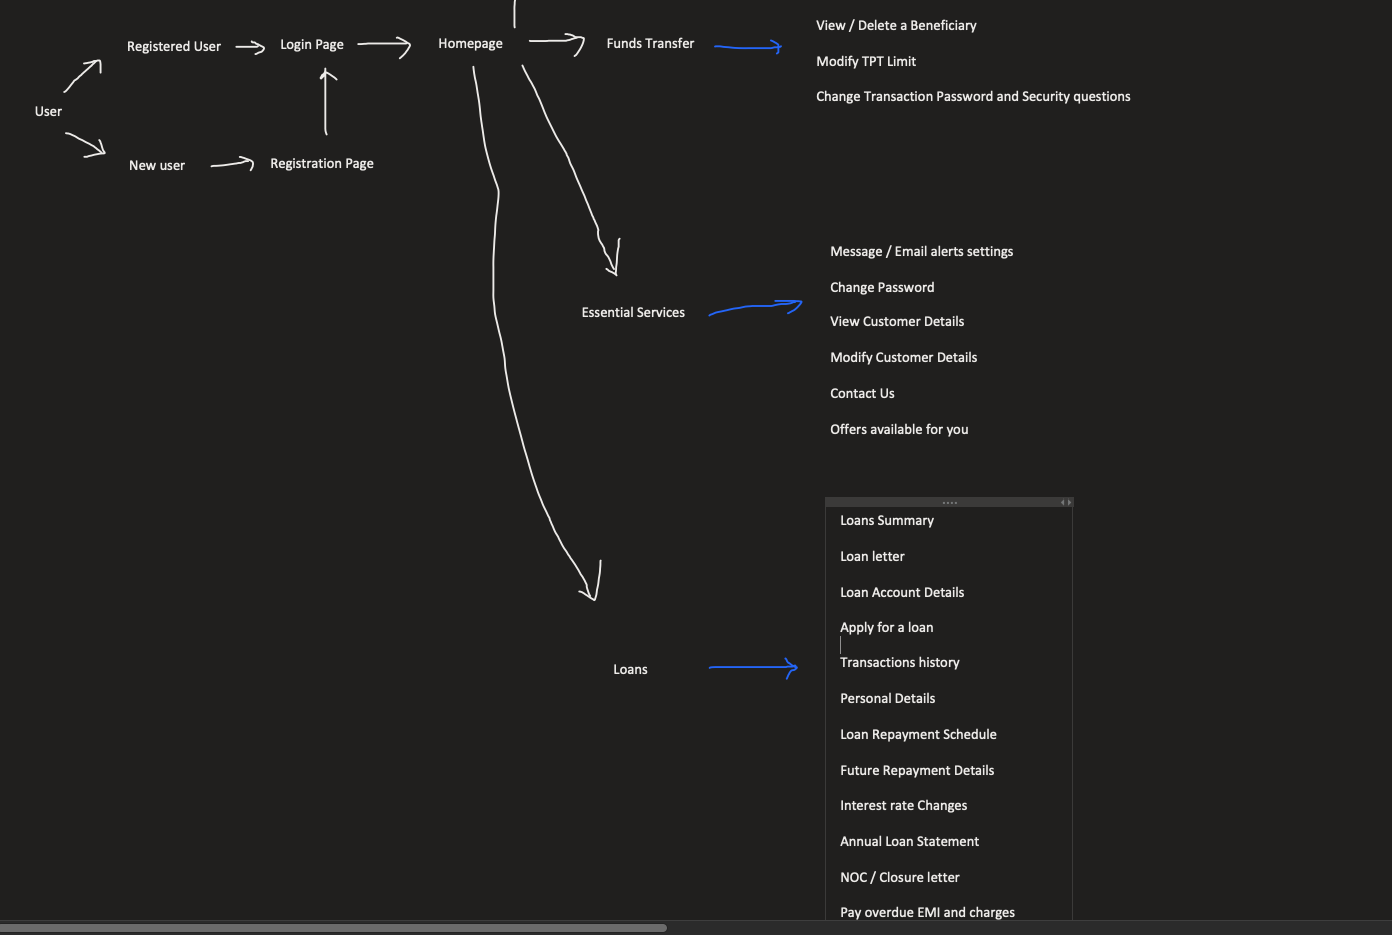 View / Delete a Beneficiary
Registered User
Login Page
Homepage
Funds Transfer
Modify TPT Limit
Change Transaction Password and Security questions
User
New user
Registration Page
Message / Email alerts settings
Change Password
Essential Services
View Customer Details
Modify Customer Details
Contact Us
Offers available for you
Loans Summary
Loan letter
Loan Account Details
Apply for a loan
Transactions history
Loans
Personal Details
Loan Repayment Schedule
Future Repayment Details
Interest rate Changes
Annual Loan Statement
NOC / Closure letter
Pay overdue EMI and charges